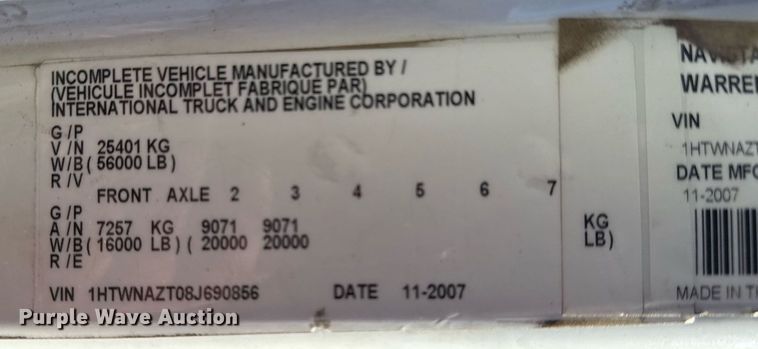 INCOMPLETE VEHICLE MANUFACTURED BY /
(VEHICULE INCOMPLET FABRIQUE PAR)
INTERNATIONAL TRUCK AND ENGINE CORPORATION
G / P
V / N 25401 KG
W/B ( 56000 LB )
R / V
FRONT AXLE 2 3 4 5 6 7
G / P
A / N 7257 KG 9071 9071 KG
W/B ( 16000 LB ) ( 20000 20000 LB )
R / E
VIN 1HTWNAZT08J690856 DATE 11-2007
VIN
1HTWNAZT
DATE MFG
11-2007
MADE IN
Purple Wave Auction